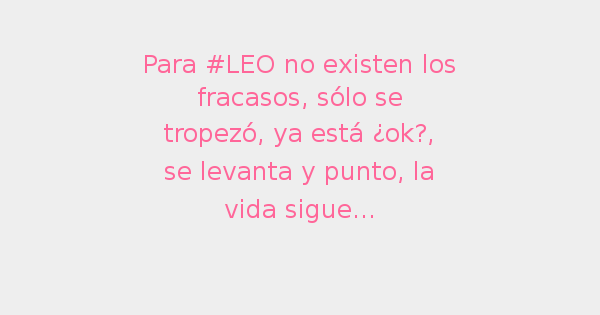 Para #LEO no existen los
fracasos, sólo se
tropezó, ya está ¿ok?,
se levanta y punto, la
vida sigue...